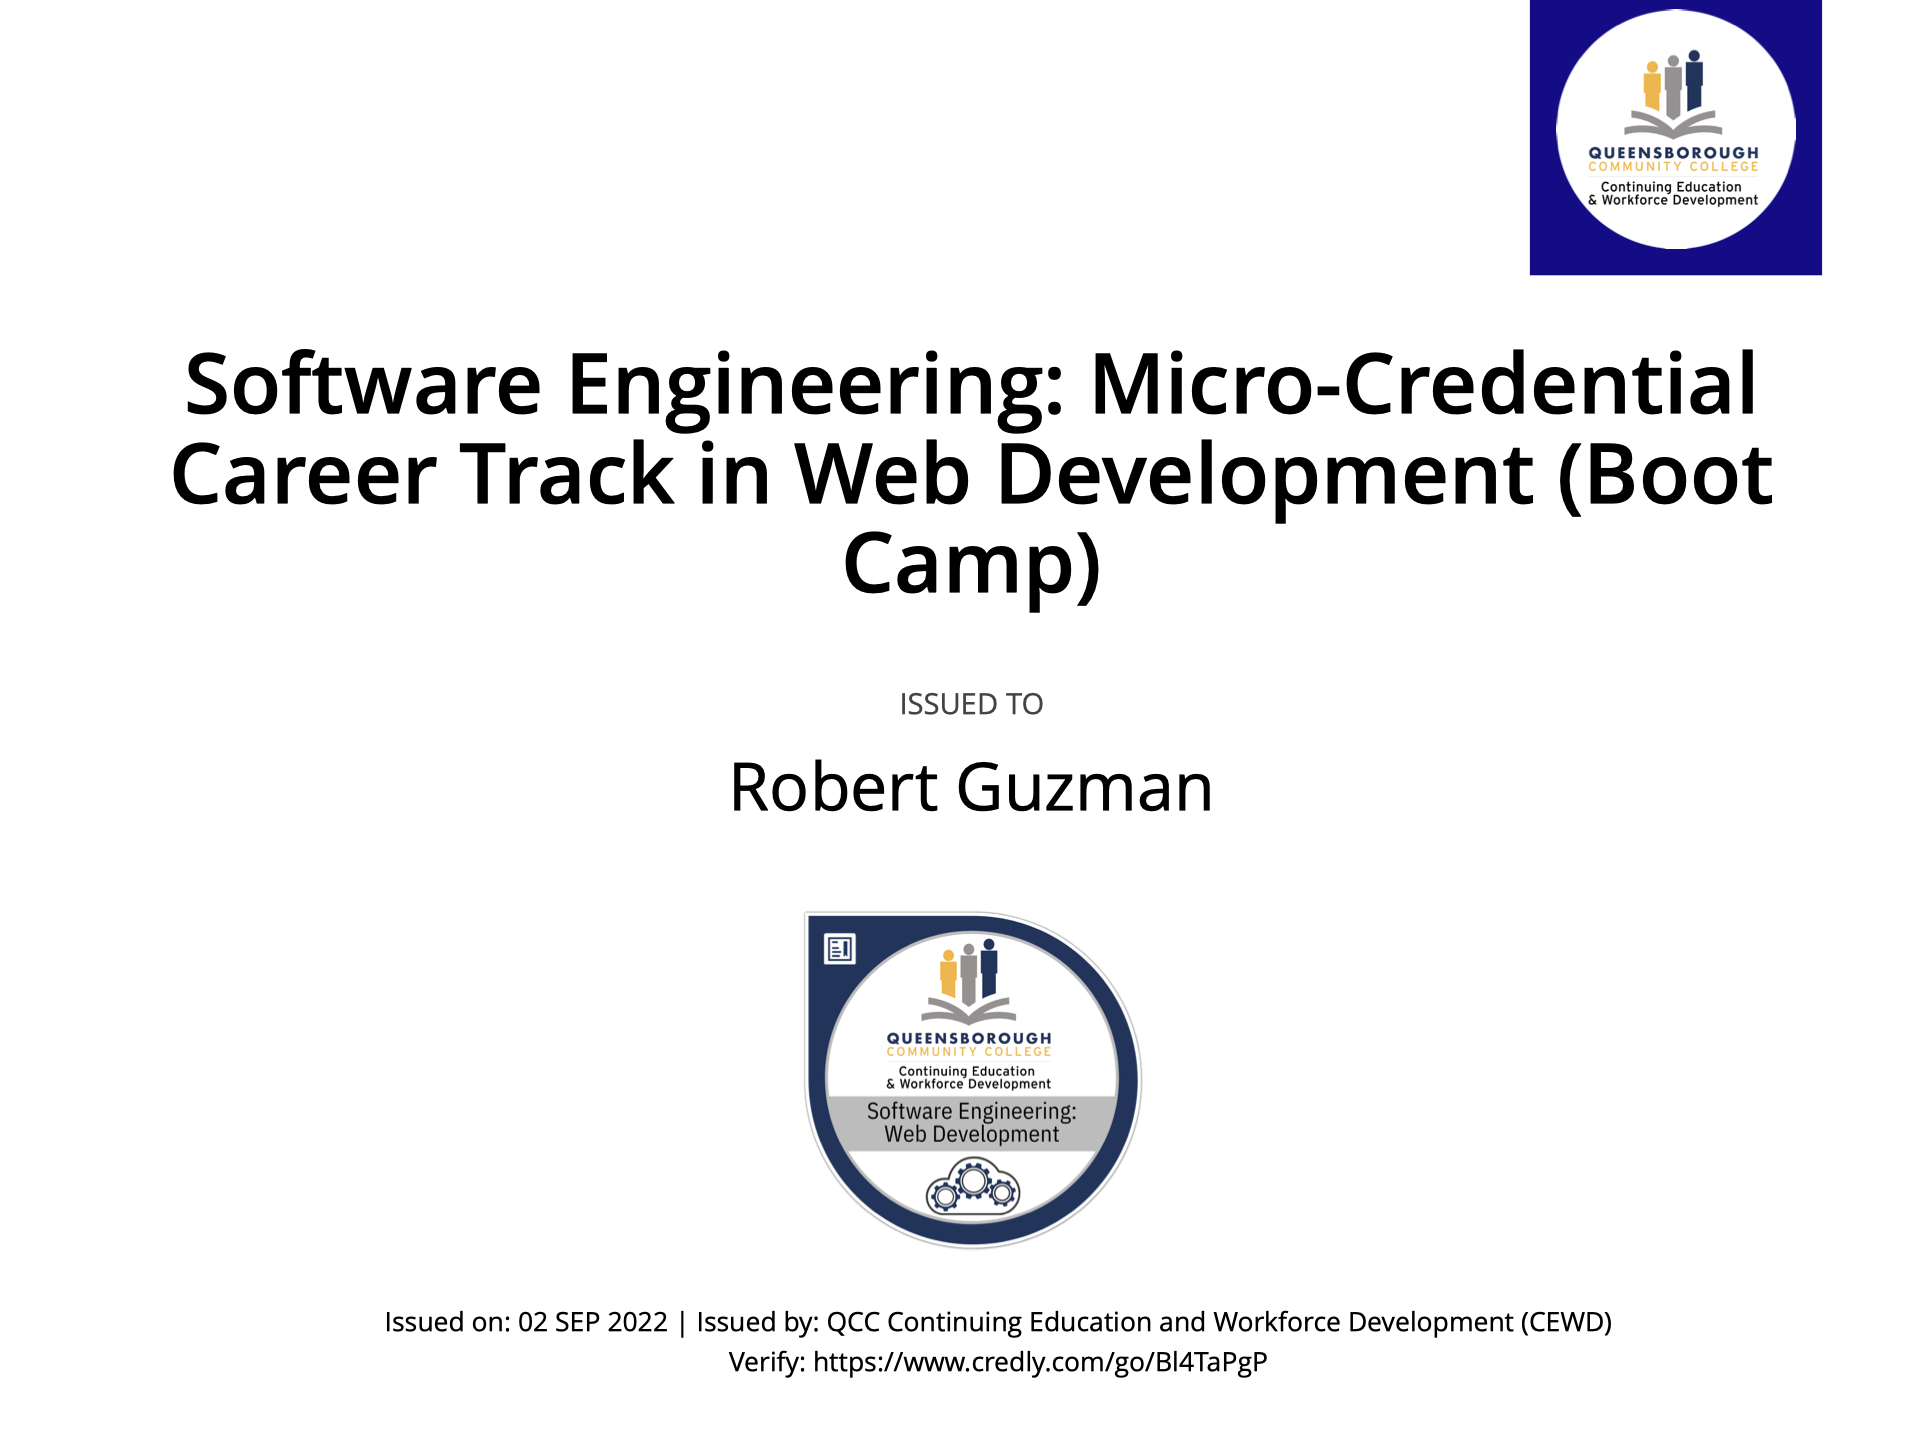 QUEENSBOROUGH
COMMUNITY COLLEGE
Continuing Education
& Workforce Development
Software Engineering: Micro-Credential
Career Track in Web Development (Boot
Camp)
ISSUED TO
Robert Guzman
QUEENSBOROUGH
COMMUNITY COLLEGE
Continuing Education
& Workforce Development
Software Engineering:
Web Development
Issued on: 02 SEP 2022 | Issued by: QCC Continuing Education and Workforce Development (CEWD)
Verify: https://www.credly.com/go/Bl4TaPgP